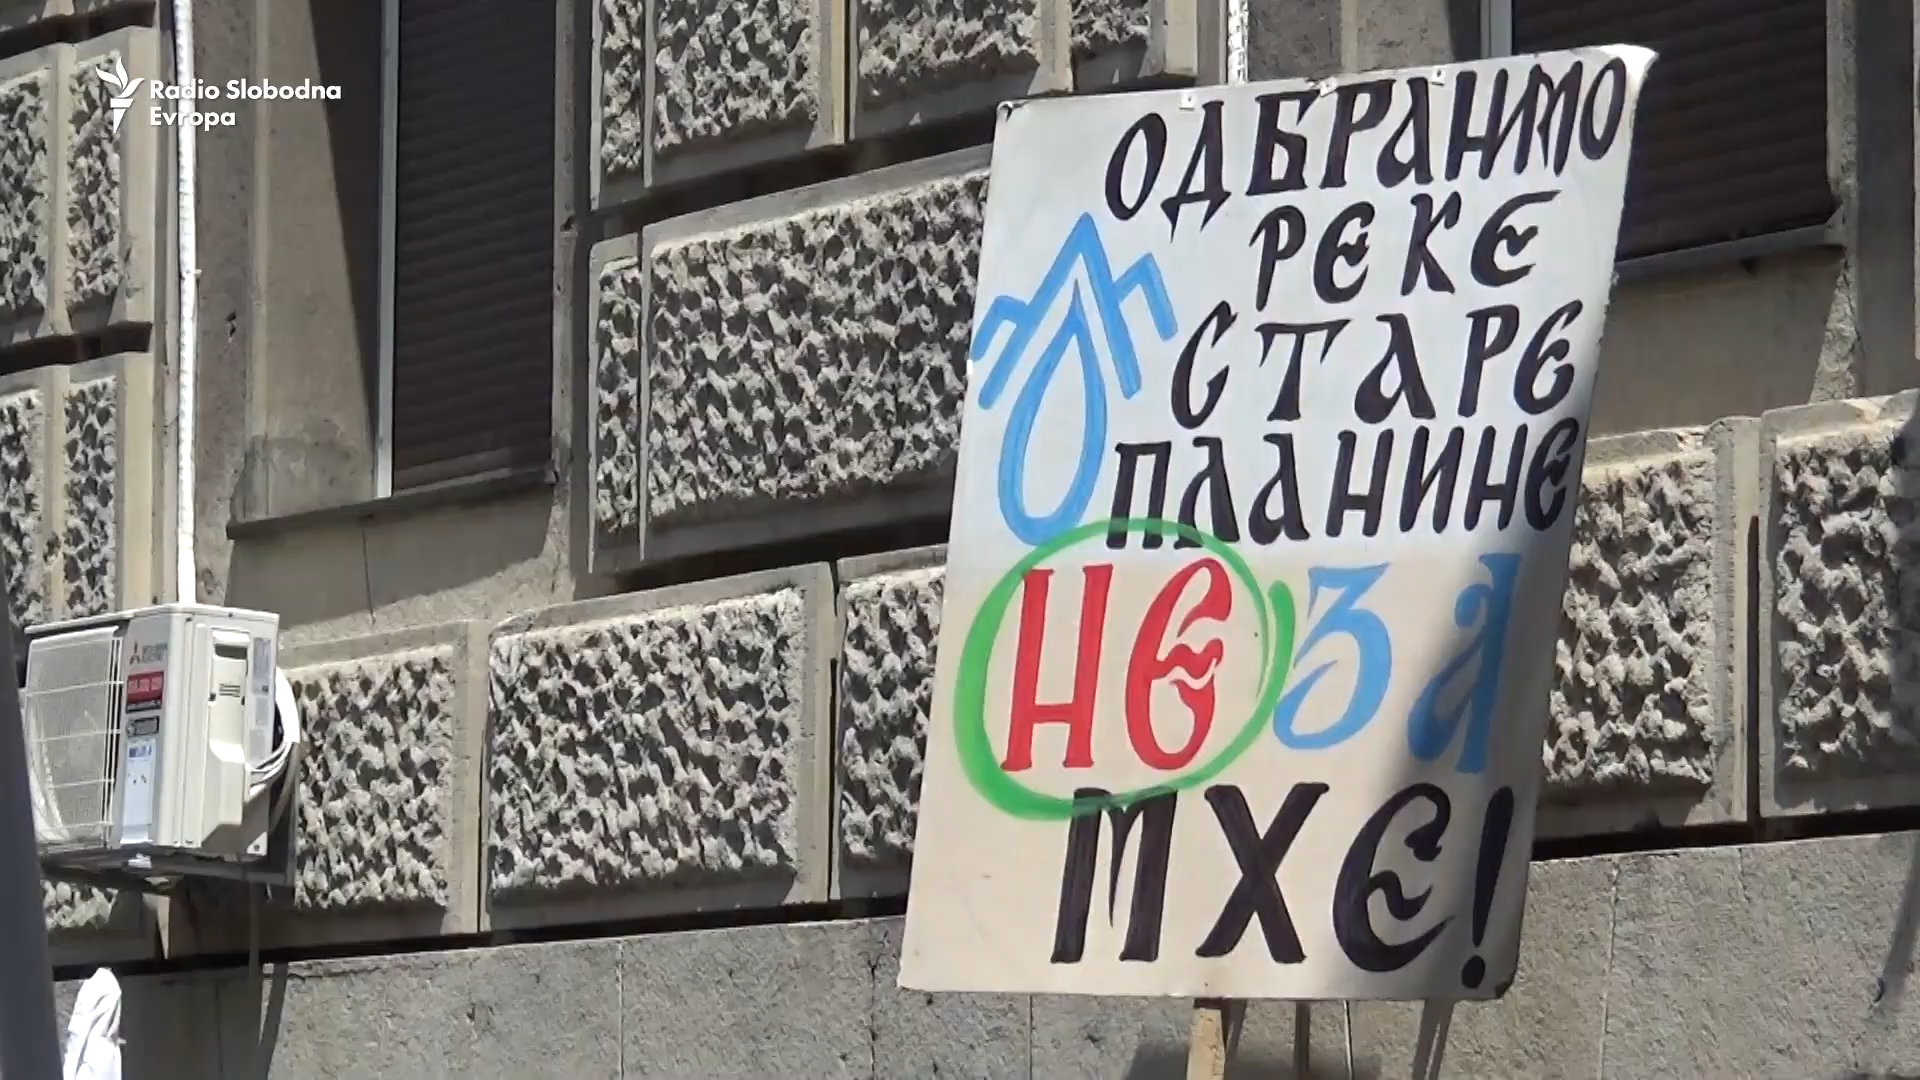 Radio Slobodna
Evropa
ОДБРАНИМО
РЕКЕ
СТАРЕ
ПЛАНИНЕ
НЕ ЗА
МХЕ!